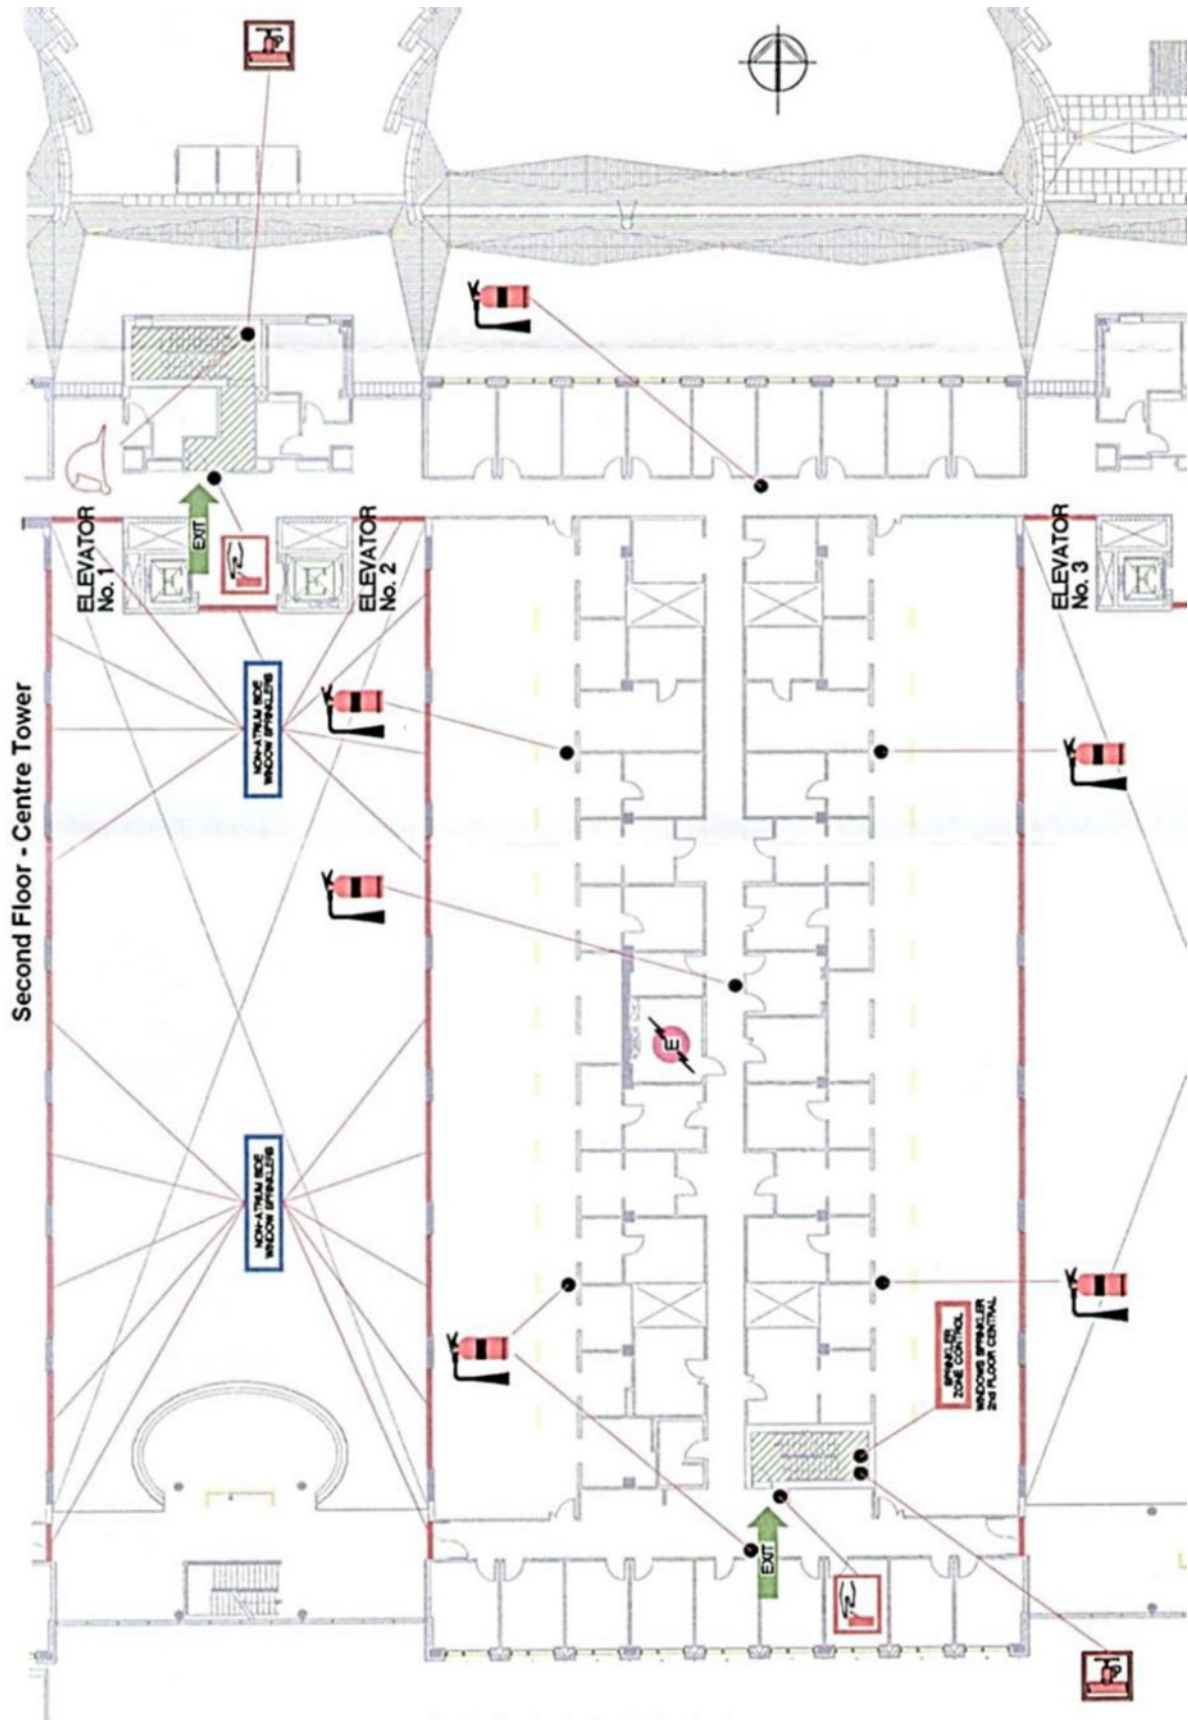 Second Floor - Centre Tower
ELEVATOR
No. 1
EXIT
E
E
ELEVATOR
No. 2
ELEVATOR
No. 3
E
NON-ATRIUM SIDE
WINDOW SPRINKLERS
NON-ATRIUM SIDE
WINDOW SPRINKLERS
E
SPRINKLER
ZONE CONTROL
WINDOWS SPRINKLER
2nd FLOOR CENTRAL
EXIT